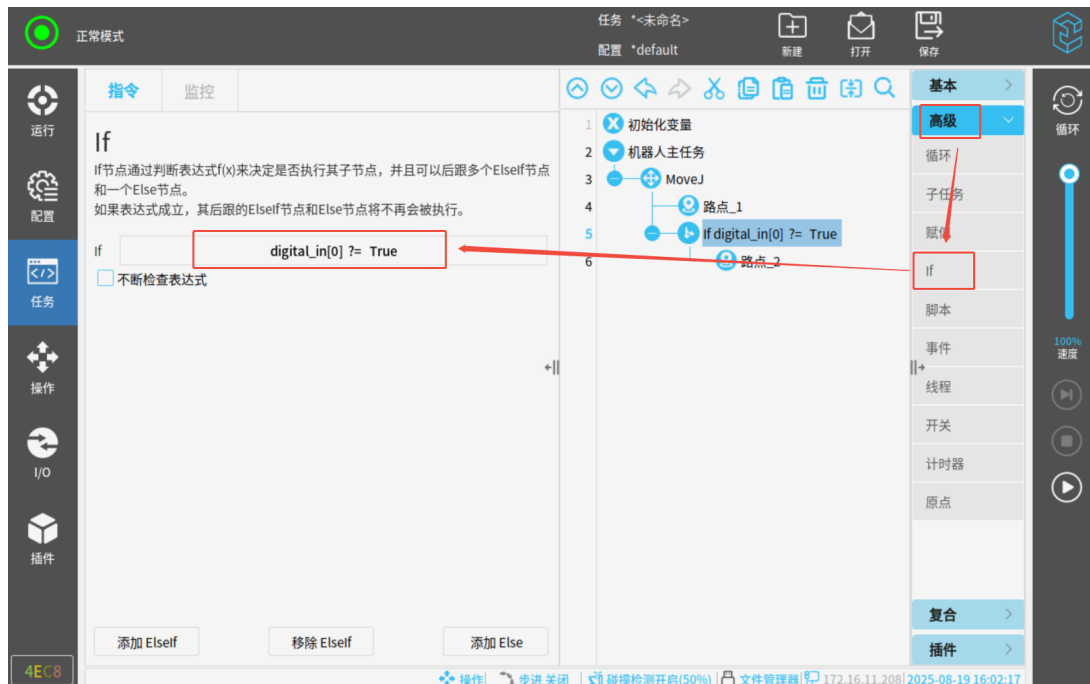 正常模式
任务 *<未命名>
配置 *default
新建
打开
保存
运行
配置
任务
操作
I/O
插件
4EC8
指令
监控
If
If节点通过判断表达式f(x)来决定是否执行其子节点，并且可以后跟多个ElseIf节点
和一个Else节点。
如果表达式成立，其后跟的ElseIf节点和Else节点将不再会被执行。
If
digital_in[0] ?= True
不断检查表达式
添加 ElseIf
移除 ElseIf
添加 Else
1 初始化变量
2 机器人主任务
3 MoveJ
4 路点_1
5 If digital_in[0] ?= True
6 路点_2
基本
高级
循环
子任务
赋值
If
脚本
事件
线程
开关
计时器
原点
复合
插件
循环
100%
速度
操作 步进 关闭 碰撞检测开启(50%) 文件管理器 172.16.11.208 2025-08-19 16:02:17